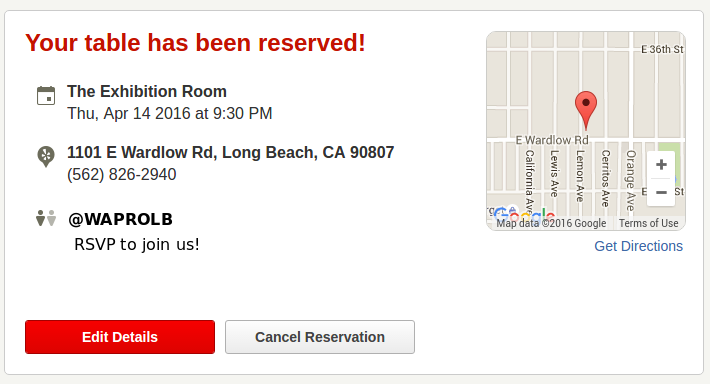 Your table has been reserved!
The Exhibition Room
Thu, Apr 14 2016 at 9:30 PM
1101 E Wardlow Rd, Long Beach, CA 90807
(562) 826-2940
@WAPROLB
RSVP to join us!
Edit Details
Cancel Reservation
E 36th St
E Wardlow Rd
California Ave
Lewis Ave
Lemon Ave
Cerritos Ave
Orange Ave
+
−
Google
Map data ©2016 Google
Terms of Use
Get Directions